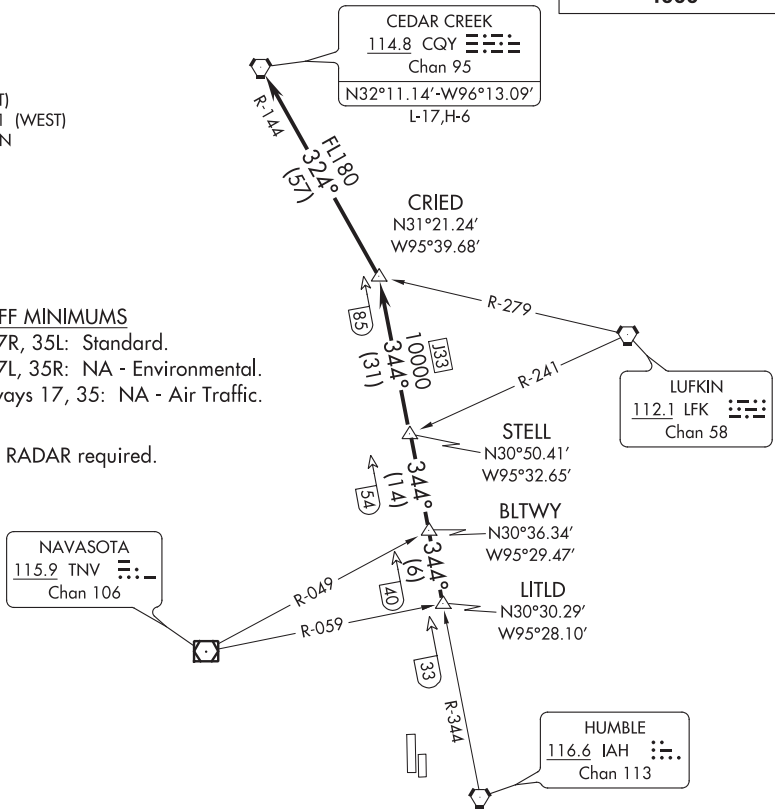 CEDAR CREEK
114.8 CQY
Chan 95
N32°11.14'-W96°13.09'
L-17,H-6
(WEST)
R-144
FL180
324°
(57)
CRIED
N31°21.24'
W95°39.68'
MINIMUMS
7R, 35L: Standard.
7L, 35R: NA - Environmental.
17, 35: NA - Air Traffic.
RADAR required.
85
J33
10000
344°
(31)
R-279
R-241
LUFKIN
112.1 LFK
Chan 58
STELL
N30°50.41'
W95°32.65'
344°
(14)
54
BLTWY
N30°36.34'
W95°29.47'
344°
(6)
40
NAVASOTA
115.9 TNV
Chan 106
R-049
R-059
LITLD
N30°30.29'
W95°28.10'
33
R-344
HUMBLE
116.6 IAH
Chan 113